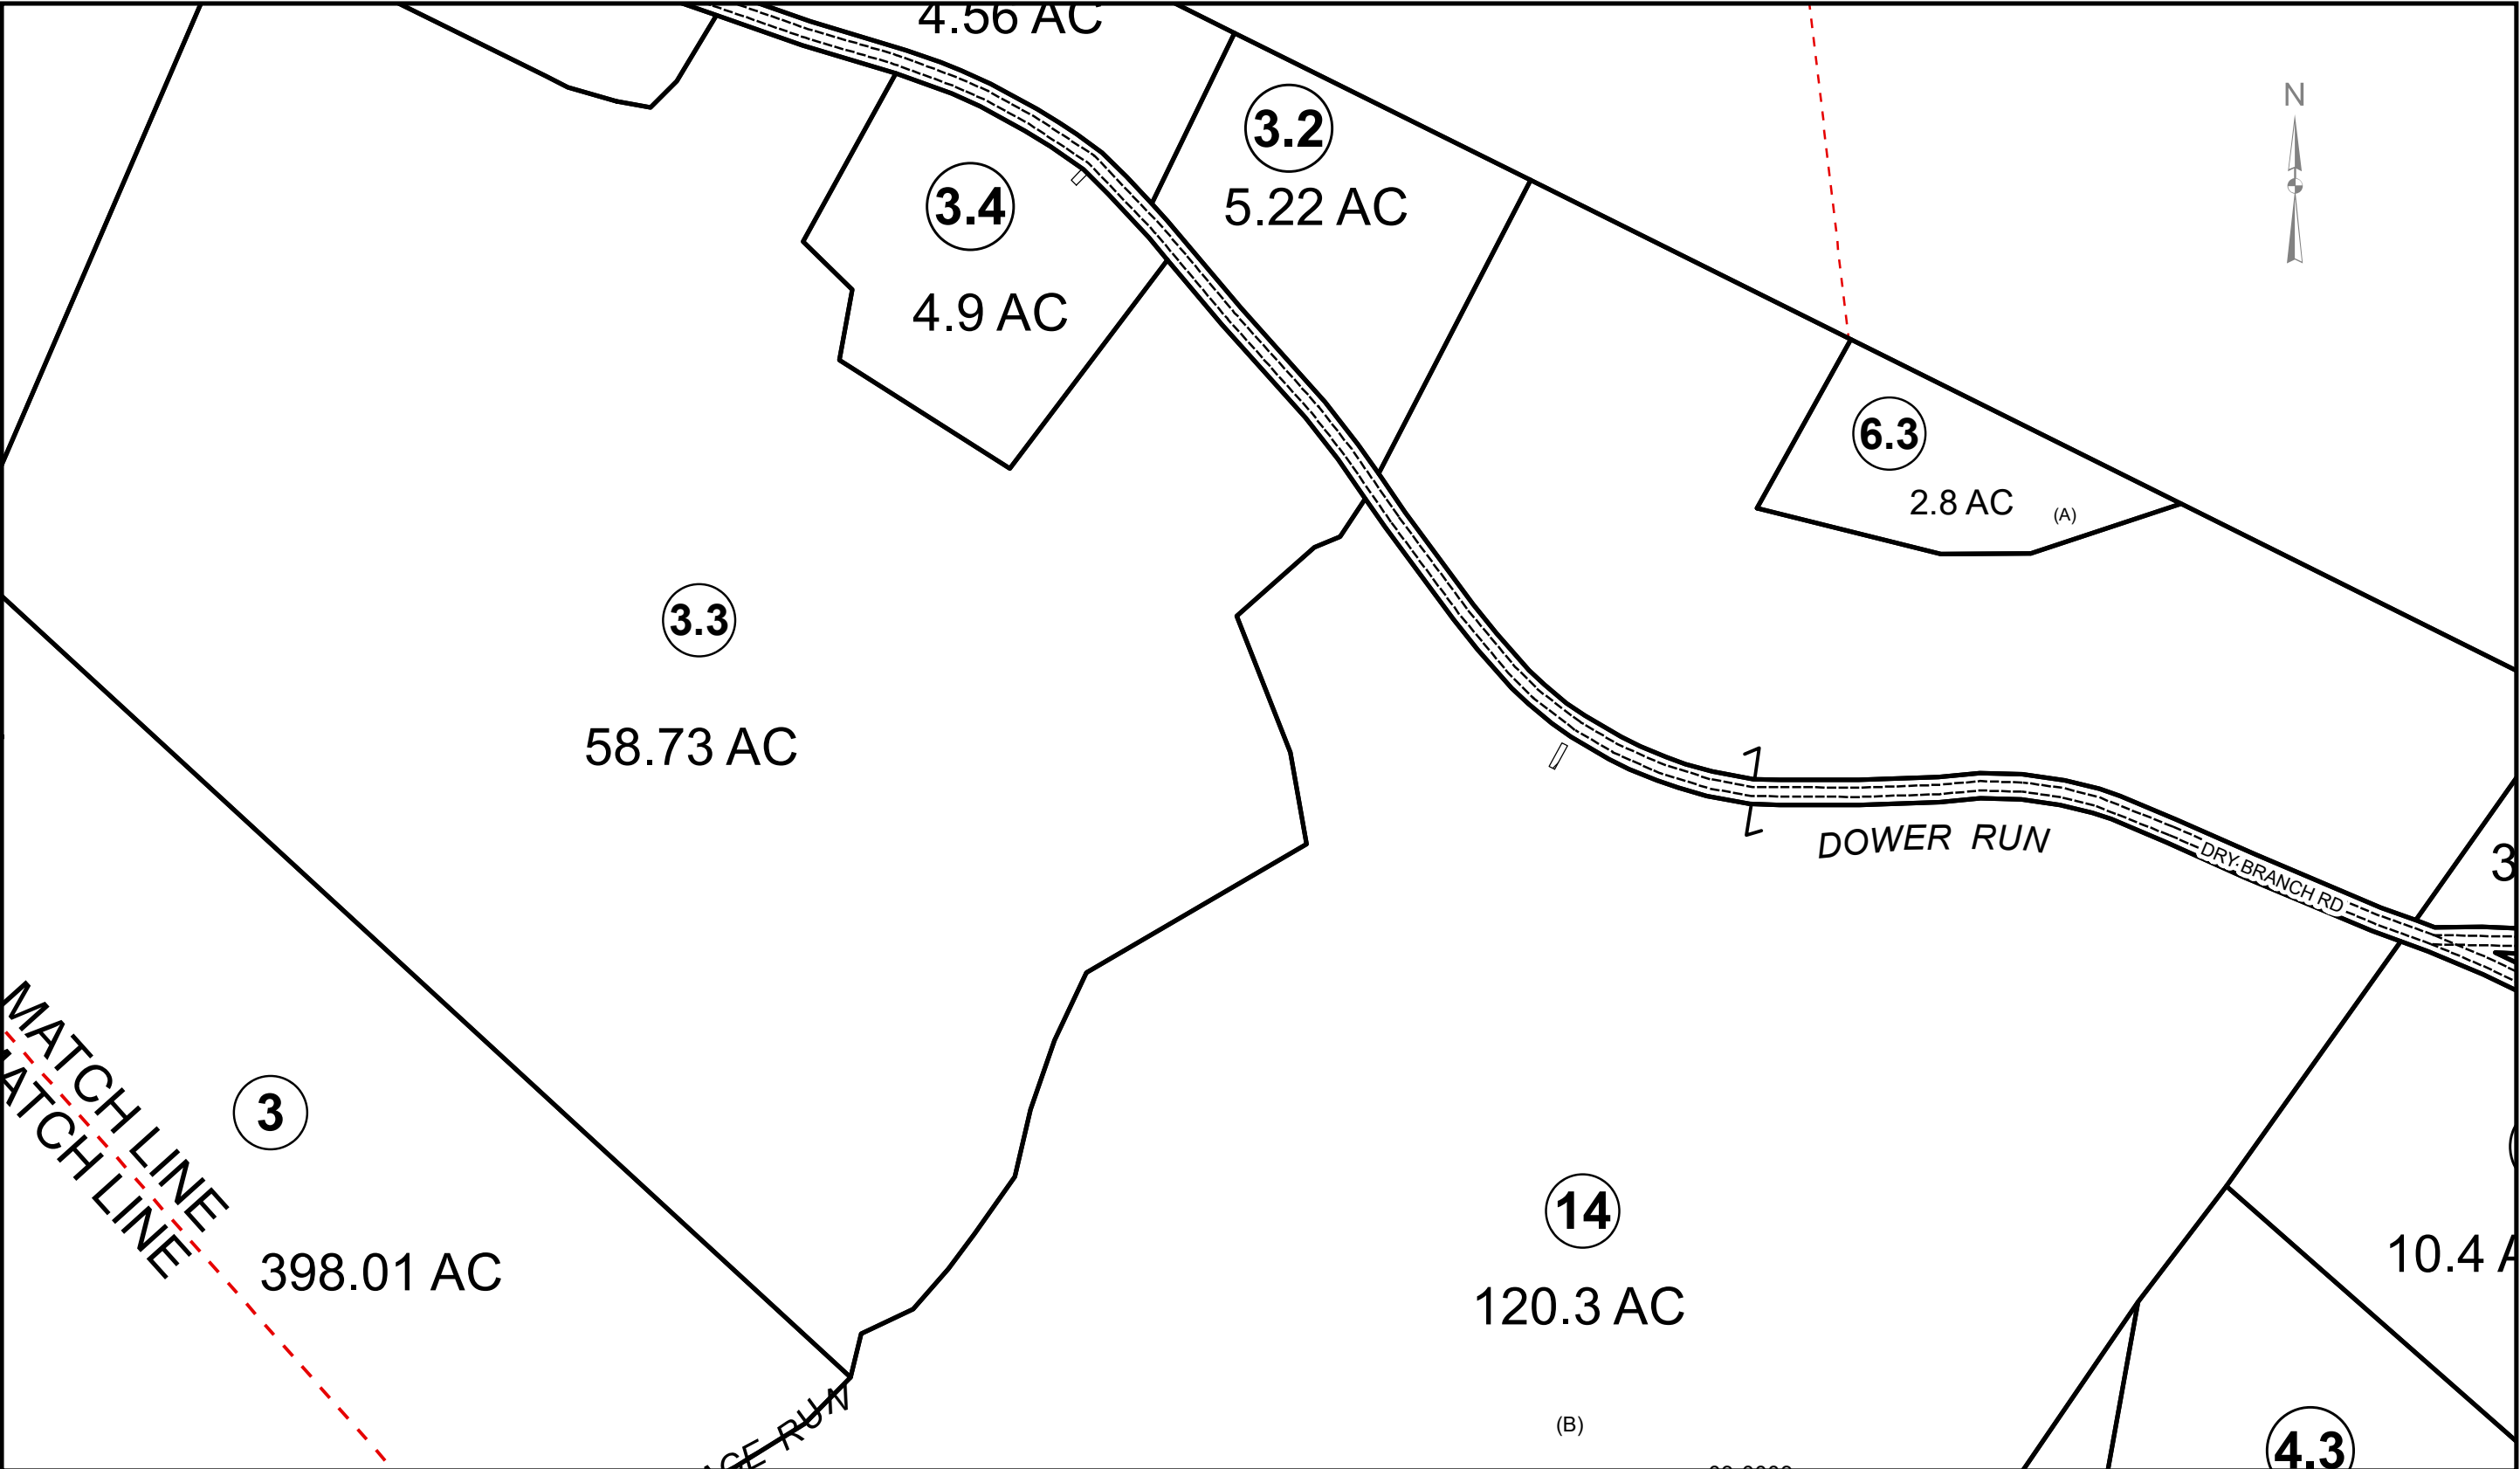 4.56 AC
N
3.2
5.22 AC
3.4
4.9 AC
6.3
2.8 AC (A)
3.3
58.73 AC
DOWER RUN
DRY BRANCH RD
3
MATCH LINE
MATCH LINE
3
398.01 AC
14
120.3 AC
10.4 A
RUN
(B)
4.3